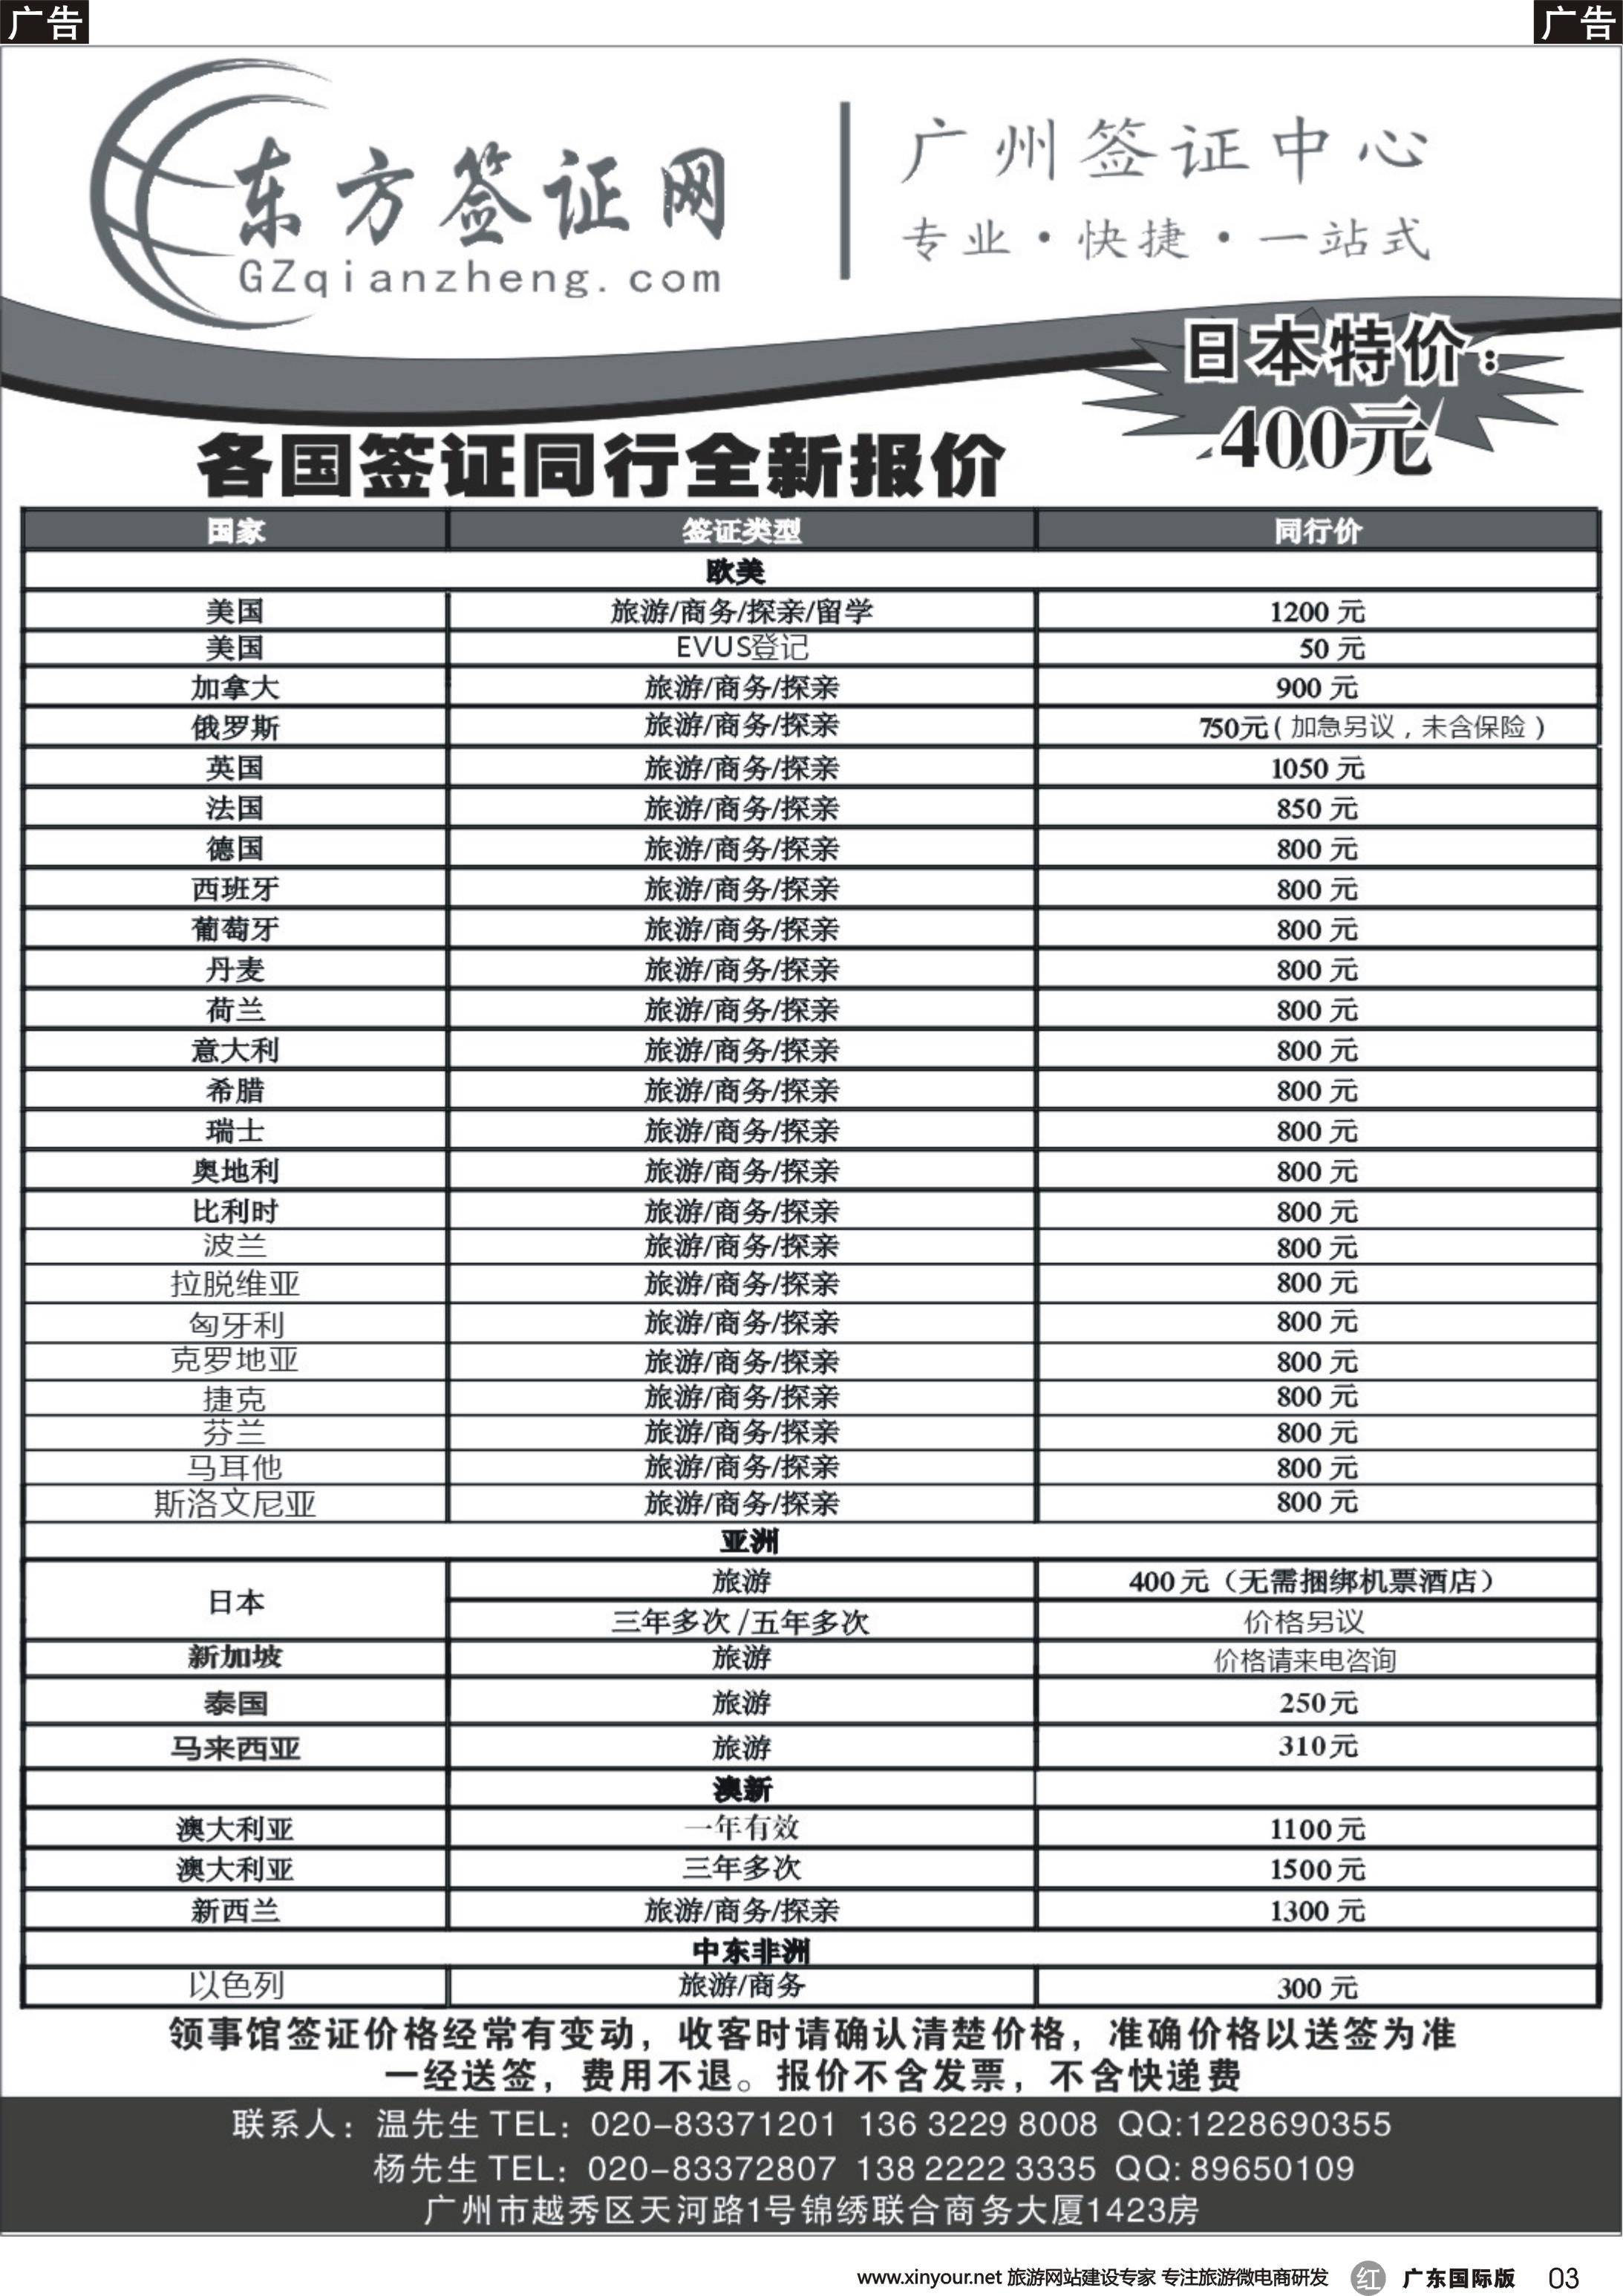 广告 广告
东方签证网 广州签证中心
GZqianzheng.com 专业·快捷·一站式
日本特价：
400元
各国签证同行全新报价
国家 签证类型 同行价
欧美
美国 旅游/商务/探亲/留学 1200 元
美国 EVUS登记 50 元
加拿大 旅游/商务/探亲 900 元
俄罗斯 旅游/商务/探亲 750元（加急另议，未含保险）
英国 旅游/商务/探亲 1050 元
法国 旅游/商务/探亲 850 元
德国 旅游/商务/探亲 800 元
西班牙 旅游/商务/探亲 800 元
葡萄牙 旅游/商务/探亲 800 元
丹麦 旅游/商务/探亲 800 元
荷兰 旅游/商务/探亲 800 元
意大利 旅游/商务/探亲 800 元
希腊 旅游/商务/探亲 800 元
瑞士 旅游/商务/探亲 800 元
奥地利 旅游/商务/探亲 800 元
比利时 旅游/商务/探亲 800 元
波兰 旅游/商务/探亲 800 元
拉脱维亚 旅游/商务/探亲 800 元
匈牙利 旅游/商务/探亲 800 元
克罗地亚 旅游/商务/探亲 800 元
捷克 旅游/商务/探亲 800 元
芬兰 旅游/商务/探亲 800 元
马耳他 旅游/商务/探亲 800 元
斯洛文尼亚 旅游/商务/探亲 800 元
亚洲
日本 旅游 400元（无需捆绑机票酒店）
三年多次/五年多次 价格另议
新加坡 旅游 价格请来电咨询
泰国 旅游 250元
马来西亚 旅游 310元
澳新
澳大利亚 一年有效 1100元
澳大利亚 三年多次 1500元
新西兰 旅游/商务/探亲 1300 元
中东非洲
以色列 旅游/商务 300 元
领事馆签证价格经常有变动，收客时请确认清楚价格，准确价格以送签为准
一经送签，费用不退。报价不含发票，不含快递费
联系人：温先生 TEL：020-83371201 136 3229 8008 QQ:1228690355
杨先生 TEL：020-83372807 138 2222 3335 QQ: 89650109
广州市越秀区天河路1号锦绣联合商务大厦1423房
www.xinyour.net 旅游网站建设专家 专注旅游微电商研发 红 广东国际版 03